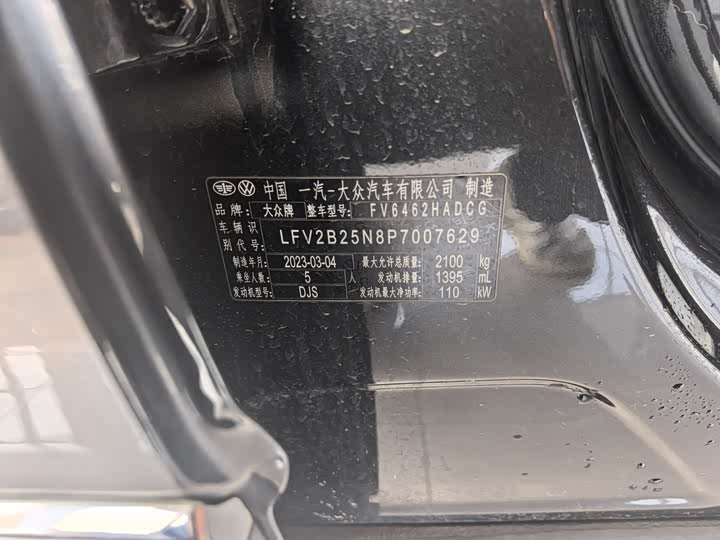 中国 一汽-大众汽车有限公司 制造
品牌: 大众牌 整车型号: FV6462HADCG
车辆识别代号: LFV2B25N8P7007629
制造年月: 2023-03-04 最大允许总质量: 2100 kg
乘坐人数: 5 人 发动机排量: 1395 mL
发动机型号: DJS 发动机最大净功率: 110 kW